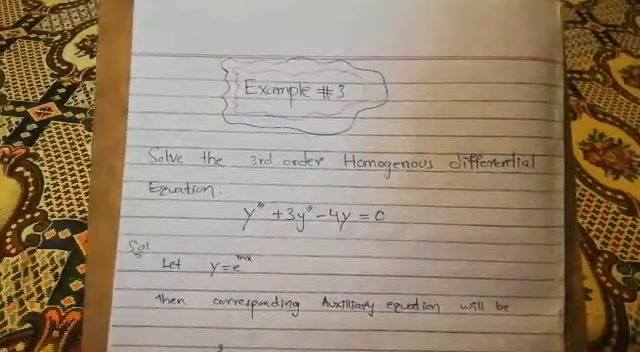 Example #3
Solve the 3rd order Homogenous differential
Equation.
y''' + 3y'' - 4y = 0
Sol
Let y = e^mx
then corresponding Auxilliary equation will be